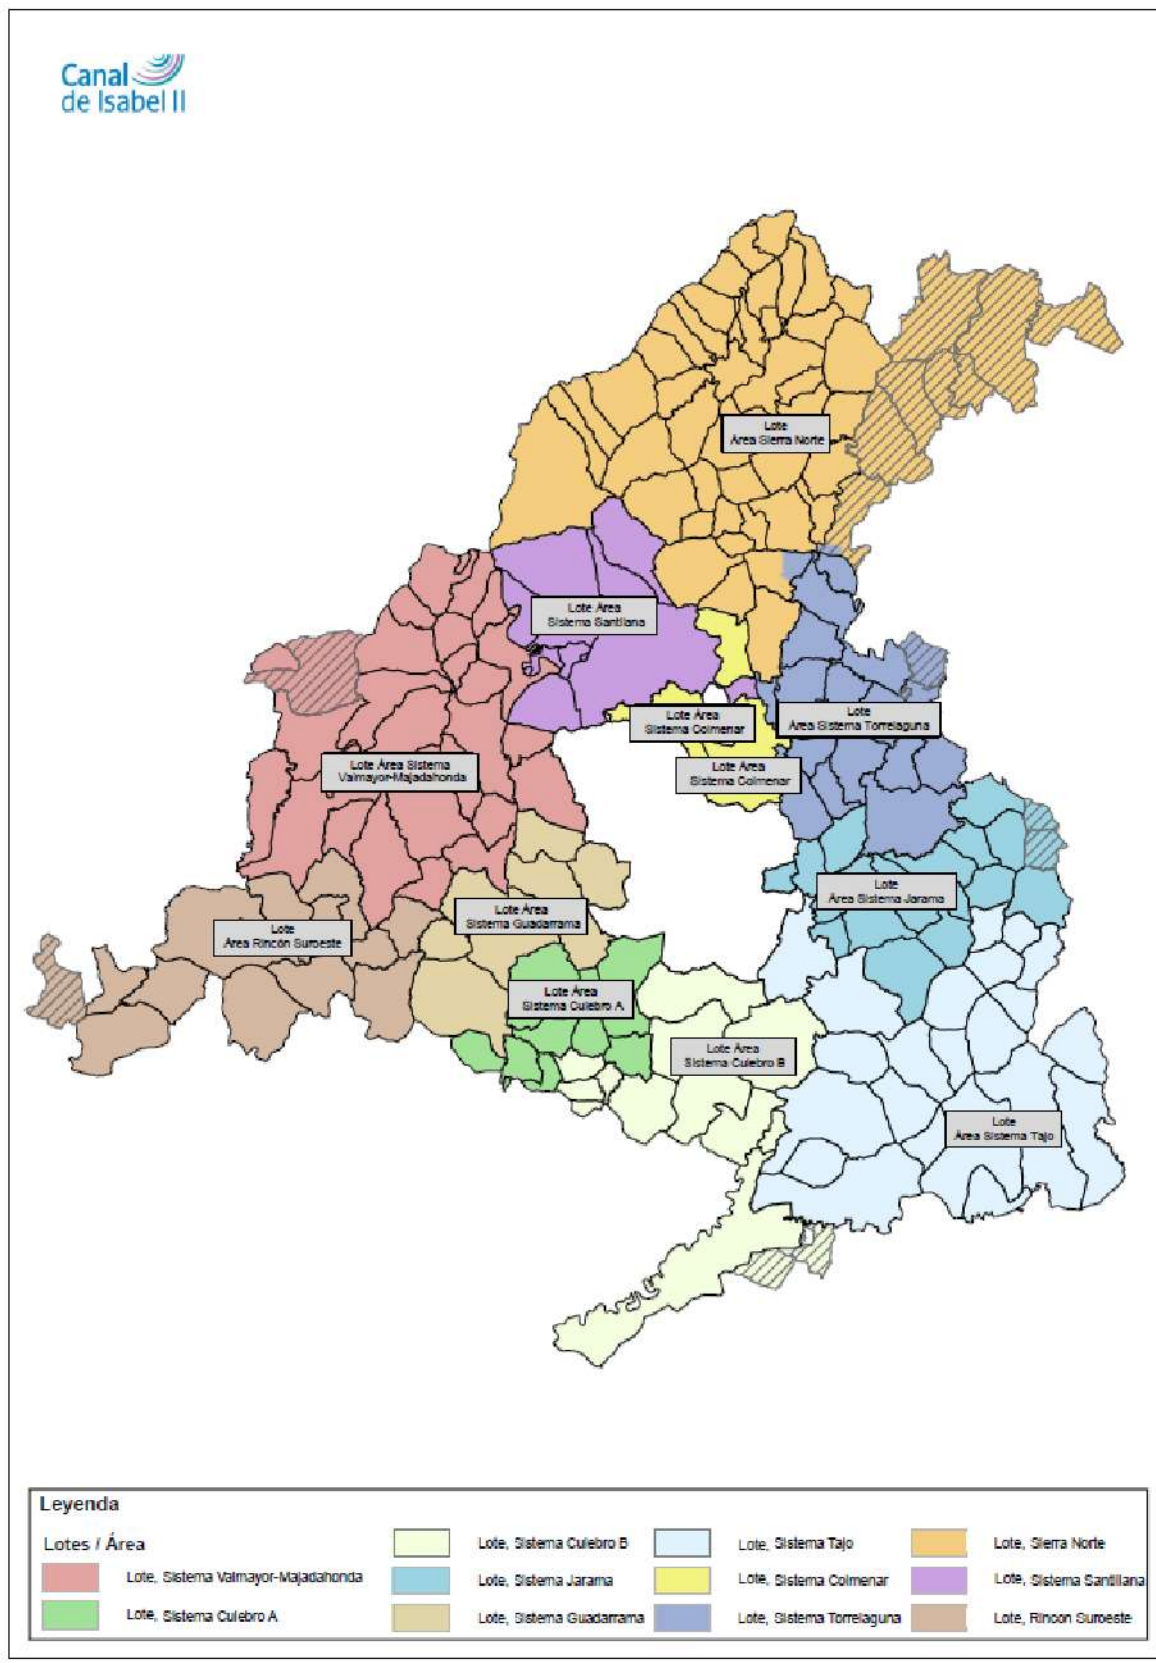 Canal
de Isabel II
Lote
Área Sierra Norte
Lote Área
Sistema Santillana
Lote Área
Sistema Colmenar
Lote
Área Sistema Torrelaguna
Lote Área Sistema
Valmayor-Majadahonda
Lote Área
Sistema Colmenar
Lote
Área Sistema Jarama
Lote Área
Sistema Guadarrama
Lote
Área Rincón Suroeste
Lote Área
Sistema Culebro A
Lote Área
Sistema Culebro B
Lote
Área Sistema Tajo
Leyenda
Lotes / Área
Lote, Sistema Valmayor-Majadahonda
Lote, Sistema Culebro A
Lote, Sistema Culebro B
Lote, Sistema Jarama
Lote, Sistema Guadarrama
Lote, Sistema Tajo
Lote, Sistema Colmenar
Lote, Sistema Torrelaguna
Lote, Sierra Norte
Lote, Sistema Santillana
Lote, Rincon Suroeste